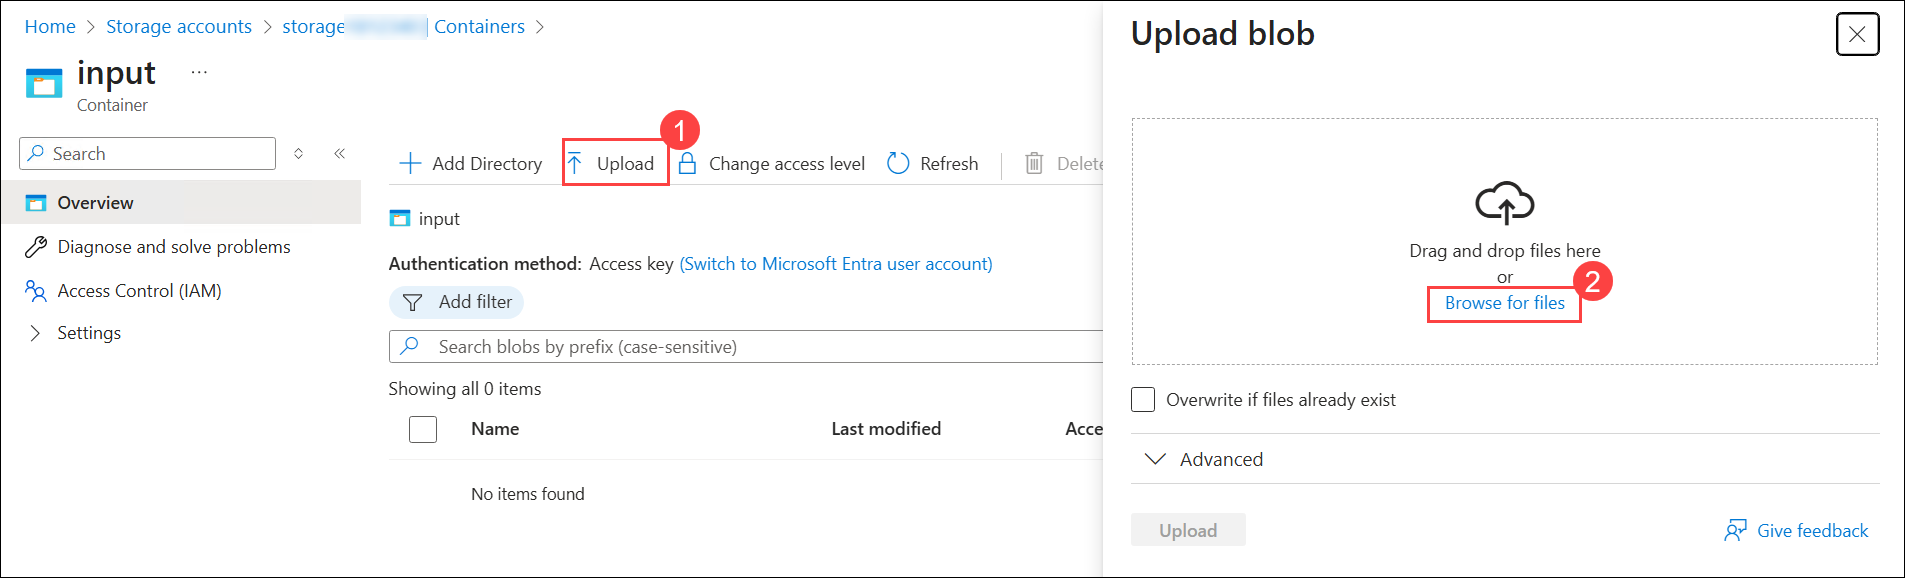 Home > Storage accounts > storage | Containers >
input ...
Container
Search
Overview
Diagnose and solve problems
Access Control (IAM)
Settings
1
Add Directory Upload Change access level Refresh Delete
input
Authentication method: Access key (Switch to Microsoft Entra user account)
Add filter
Search blobs by prefix (case-sensitive)
Showing all 0 items
Name Last modified Acce
No items found
Upload blob
Drag and drop files here
or
2
Browse for files
Overwrite if files already exist
Advanced
Upload Give feedback